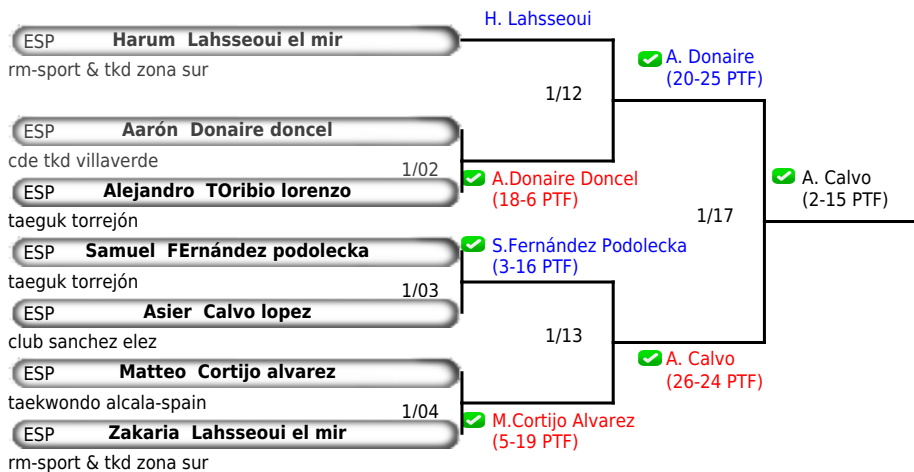 H. Lahsseoui
ESP Harum Lahsseoui el mir
rm-sport & tkd zona sur
A. Donaire
(20-25 PTF)
1/12
ESP Aarón Donaire doncel
cde tkd villaverde
1/02
ESP Alejandro TOribio lorenzo
taeguk torrejón
A.Donaire Doncel
(18-6 PTF)
A. Calvo
(2-15 PTF)
1/17
ESP Samuel FErnández podolecka
taeguk torrejón
S.Fernández Podolecka
(3-16 PTF)
1/03
ESP Asier Calvo lopez
club sanchez elez
1/13
A. Calvo
(26-24 PTF)
ESP Matteo Cortijo alvarez
taekwondo alcala-spain
1/04
ESP Zakaria Lahsseoui el mir
rm-sport & tkd zona sur
M.Cortijo Alvarez
(5-19 PTF)